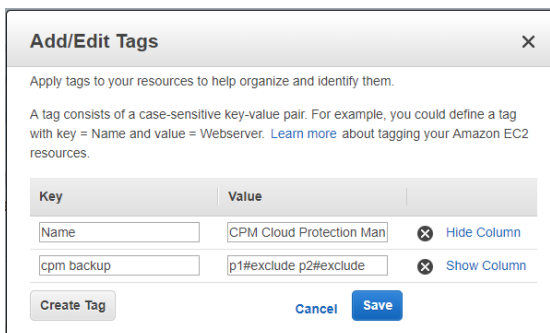 Add/Edit Tags
Apply tags to your resources to help organize and identify them.
A tag consists of a case-sensitive key-value pair. For example, you could define a tag
with key = Name and value = Webserver. Learn more about tagging your Amazon EC2
resources.
Key Value
Name CPM Cloud Protection Man Hide Column
cpm backup p1#exclude p2#exclude Show Column
Create Tag Cancel Save